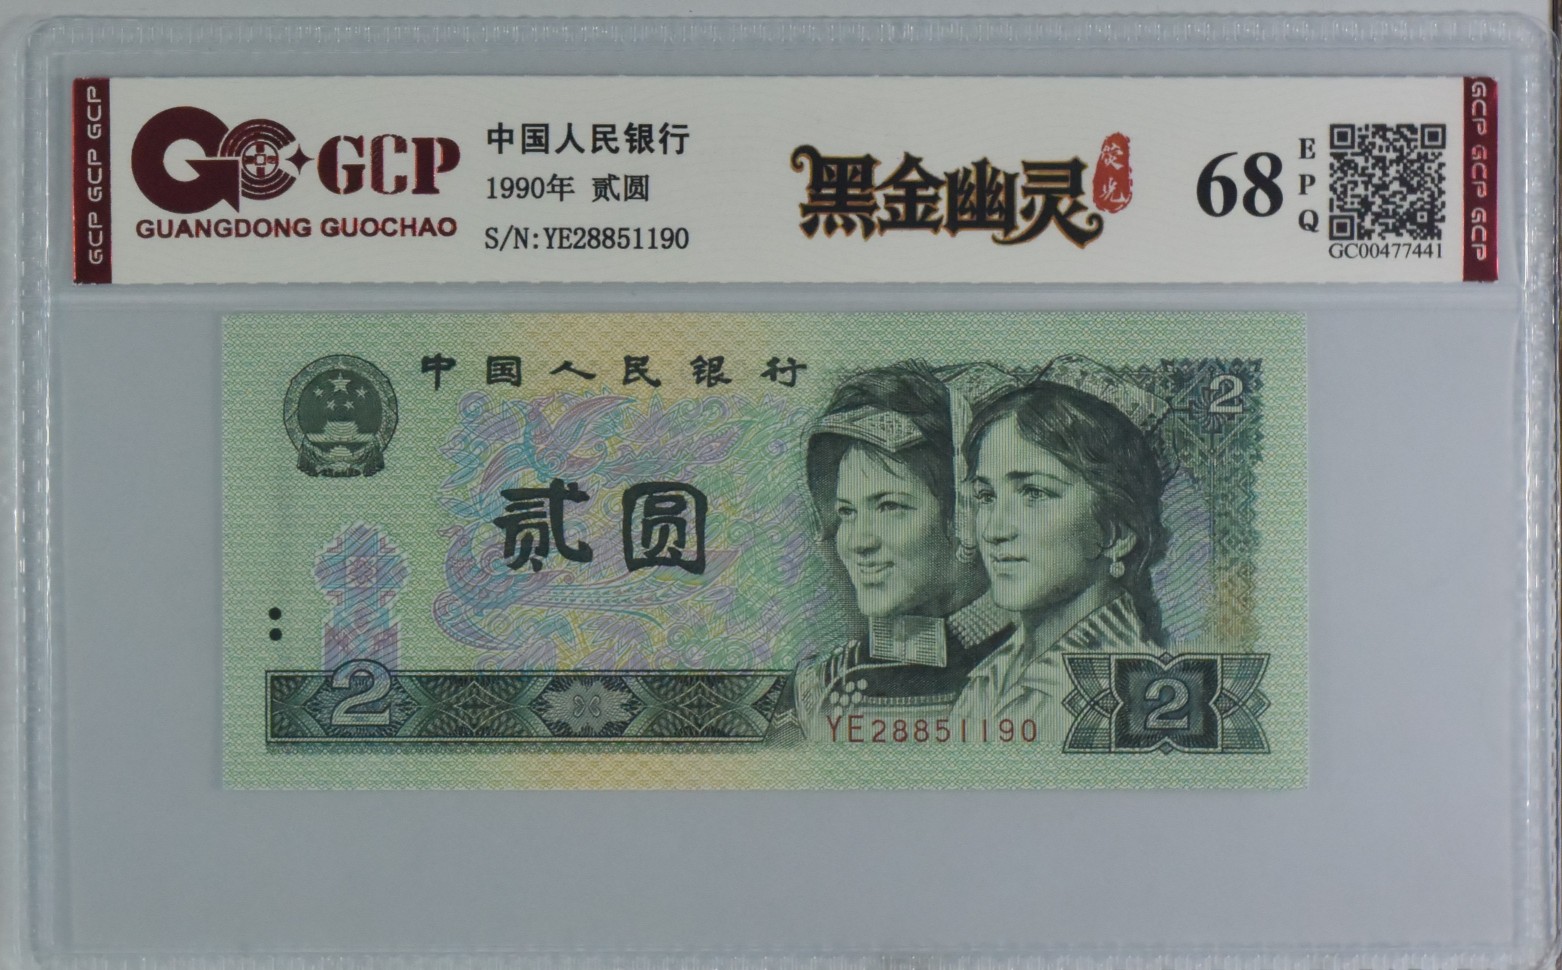 GCP GCP GCP
GCP
GUANGDONG GUOCHAO
中国人民银行
1990年 贰圆
S/N:YE28851190
黑金幽灵
荧光
68
EPQ
GC00477441
GCP GCP GCP
中国人民银行
2
贰圆
2
YE28851190
2